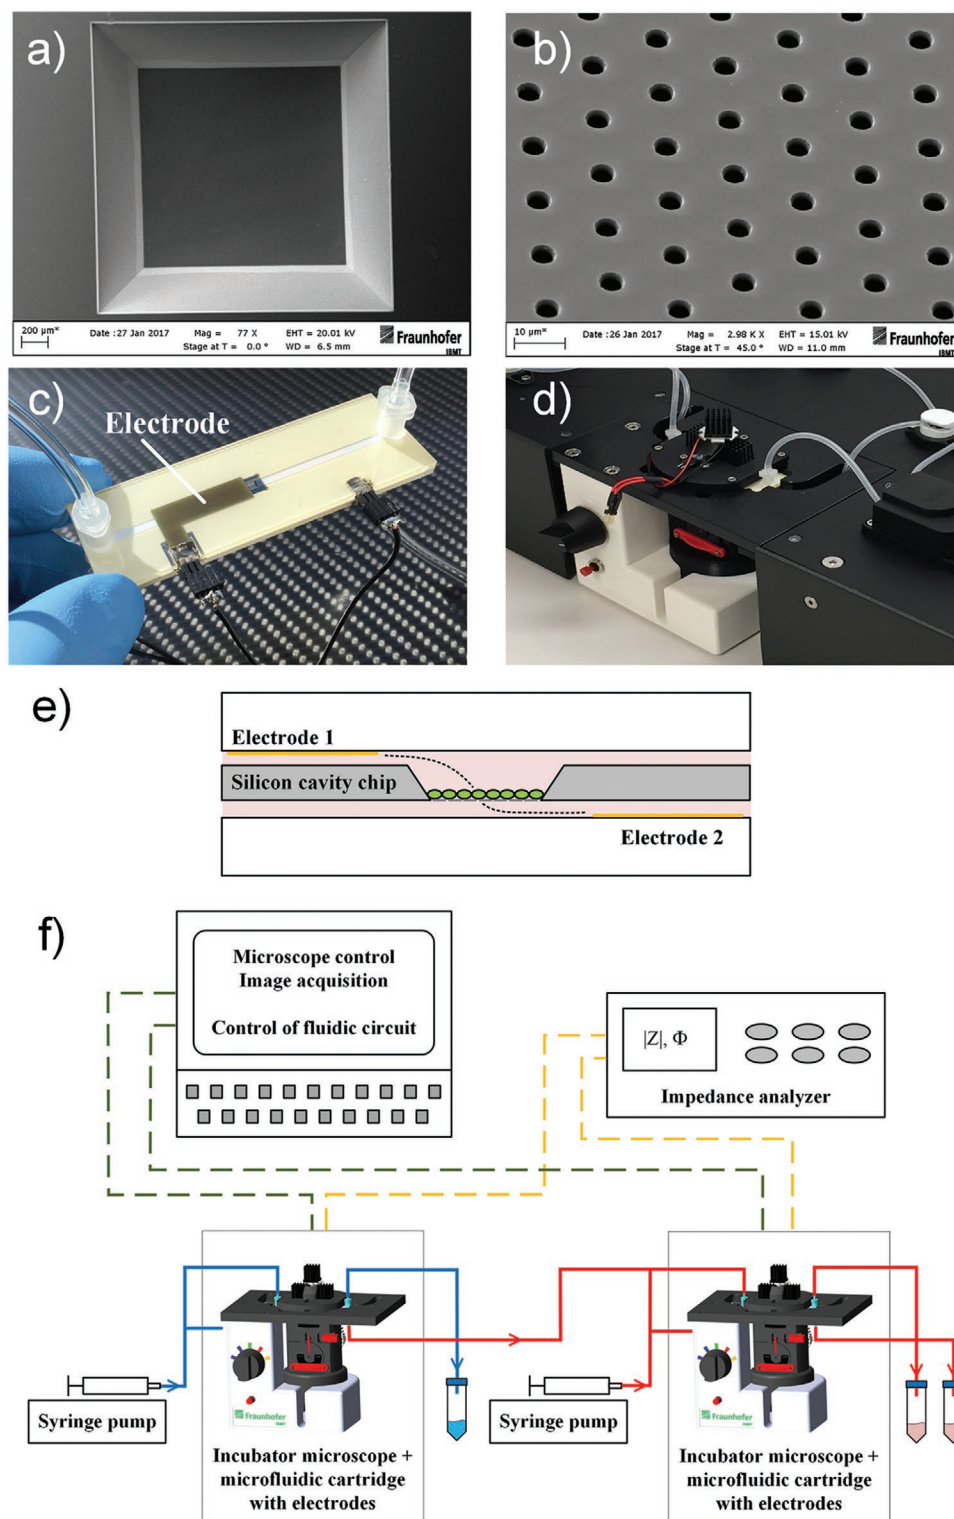 a)
200 µm*
Date :27 Jan 2017
Mag = 77 X
EHT = 20.01 kV
Stage at T = 0.0 °
WD = 6.5 mm
Fraunhofer
IBMT
b)
10 µm*
Date :26 Jan 2017
Mag = 2.98 K X
EHT = 15.01 kV
Stage at T = 45.0 °
WD = 11.0 mm
Fraunhofer
IBMT
c)
Electrode
d)
e)
Electrode 1
Silicon cavity chip
Electrode 2
f)
Microscope control
Image acquisition
Control of fluidic circuit
|Z|, Φ
Impedance analyzer
Syringe pump
Fraunhofer
Incubator microscope +
microfluidic cartridge
with electrodes
Syringe pump
Fraunhofer
Incubator microscope +
microfluidic cartridge
with electrodes